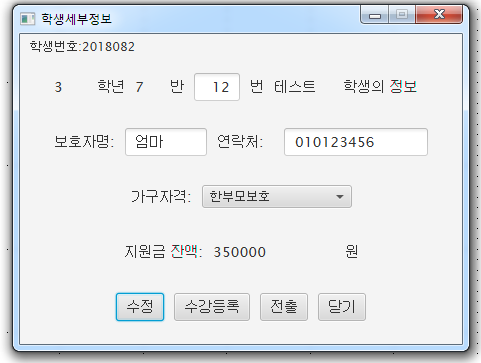 학생세부정보
학생번호:2018082
3 학년 7 반 12 번 테스트 학생의 정보
보호자명: 엄마 연락처: 010123456
가구자격: 한부모보호
지원금 잔액: 350000 원
수정 수강등록 전출 닫기